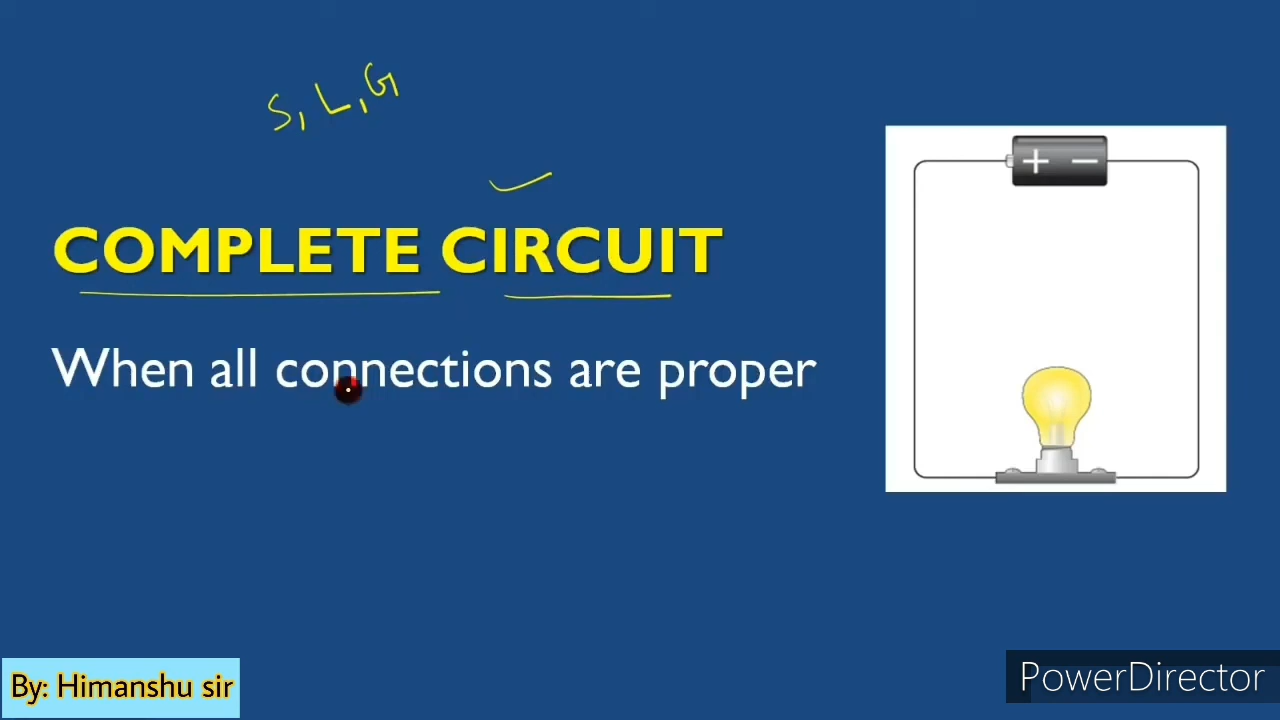 S, L, G
COMPLETE CIRCUIT
When all connections are proper
+ −
By: Himanshu sir
PowerDirector